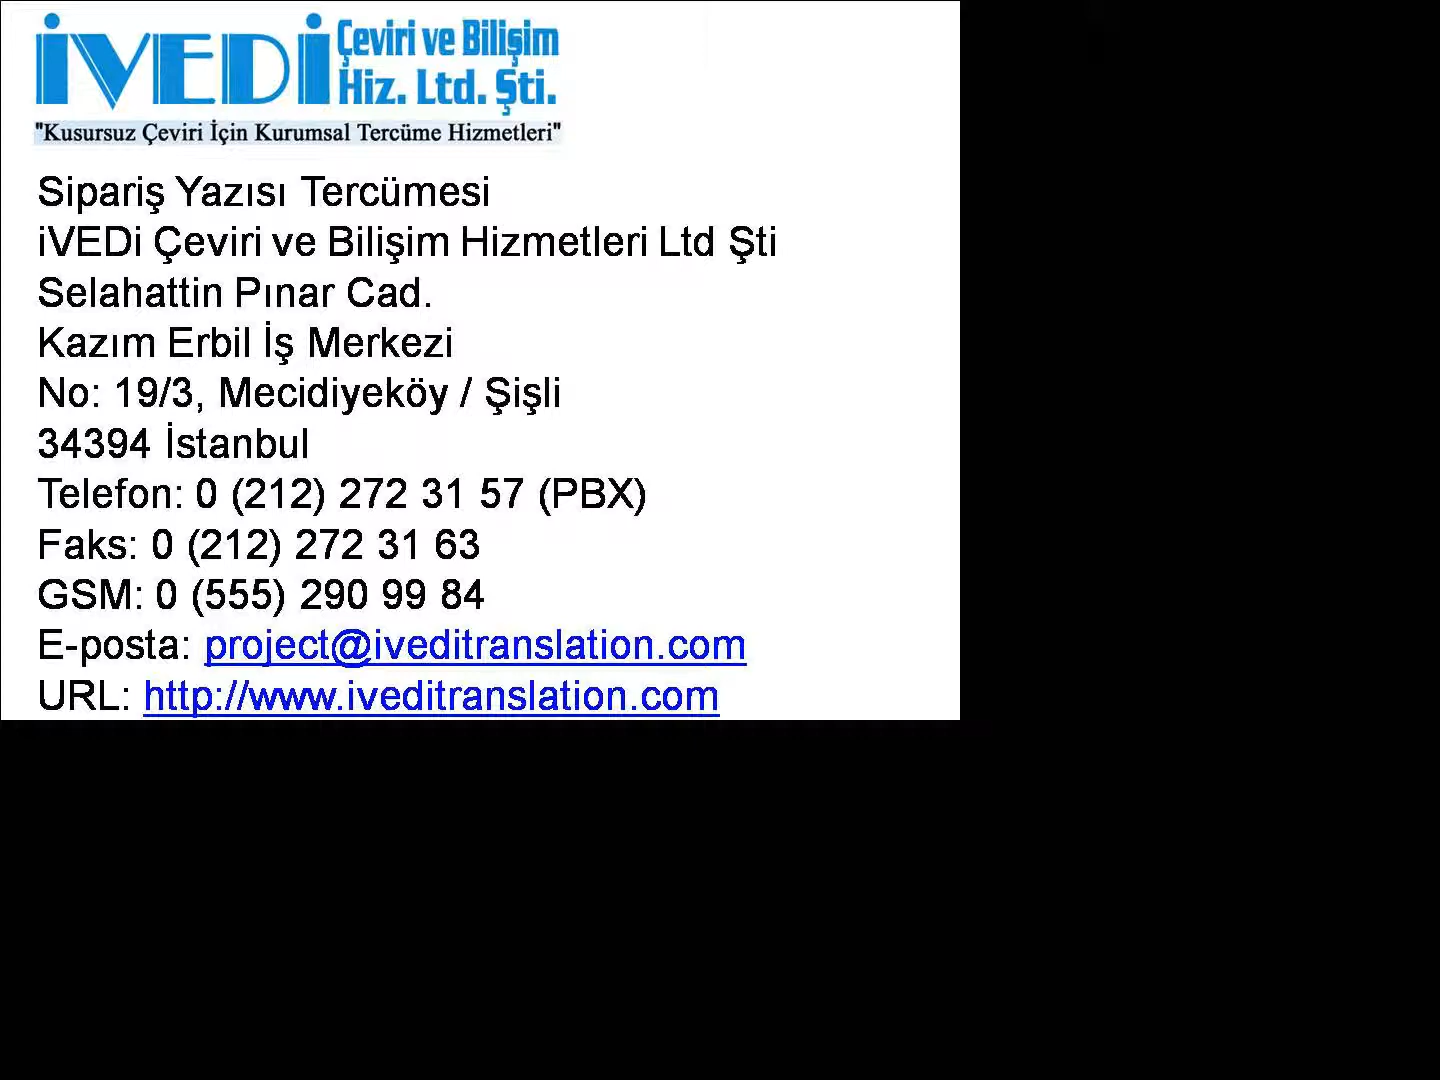 İVEDİ Çeviri ve Bilişim
Hiz. Ltd. Şti.
"Kusursuz Çeviri İçin Kurumsal Tercüme Hizmetleri"
Sipariş Yazısı Tercümesi
iVEDi Çeviri ve Bilişim Hizmetleri Ltd Şti
Selahattin Pınar Cad.
Kazım Erbil İş Merkezi
No: 19/3, Mecidiyeköy / Şişli
34394 İstanbul
Telefon: 0 (212) 272 31 57 (PBX)
Faks: 0 (212) 272 31 63
GSM: 0 (555) 290 99 84
E-posta: project@iveditranslation.com
URL: http://www.iveditranslation.com